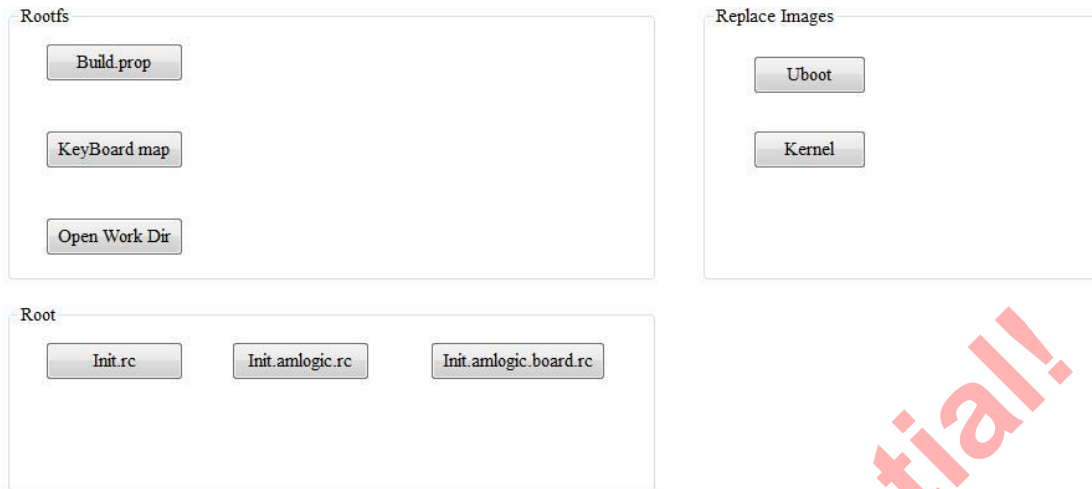 Rootfs
Build.prop
KeyBoard map
Open Work Dir
Replace Images
Uboot
Kernel
Root
Init.rc
Init.amlogic.rc
Init.amlogic.board.rc
tial!